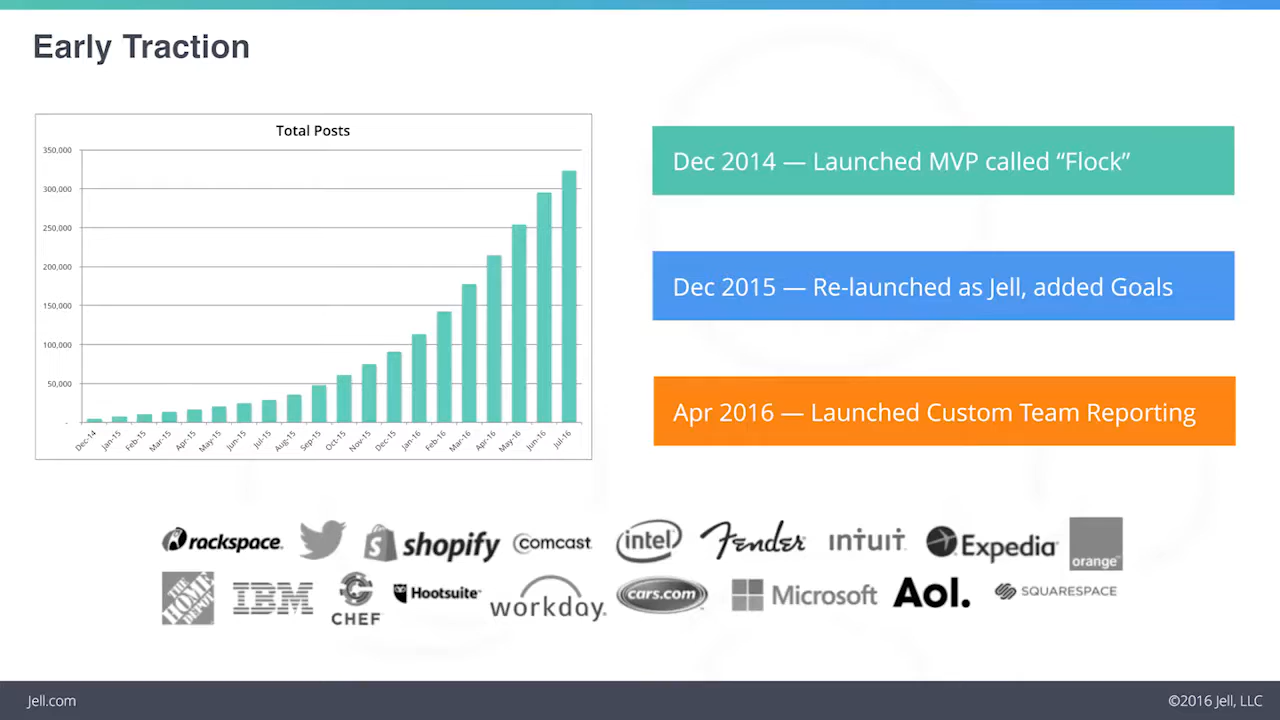 Early Traction
Total Posts
350,000
300,000
250,000
200,000
150,000
100,000
50,000
-
Dec-14
Jan-15
Feb-15
Mar-15
Apr-15
May-15
Jun-15
Jul-15
Aug-15
Sep-15
Oct-15
Nov-15
Dec-15
Jan-16
Feb-16
Mar-16
Apr-16
May-16
Jun-16
Jul-16
Dec 2014 — Launched MVP called “Flock”
Dec 2015 — Re-launched as Jell, added Goals
Apr 2016 — Launched Custom Team Reporting
rackspace. shopify COMCAST intel Fender intuit Expedia orange™
THE HOME DEPOT IBM CHEF Hootsuite™ workday. cars.com Microsoft Aol. SQUARESPACE
Jell.com
©2016 Jell, LLC